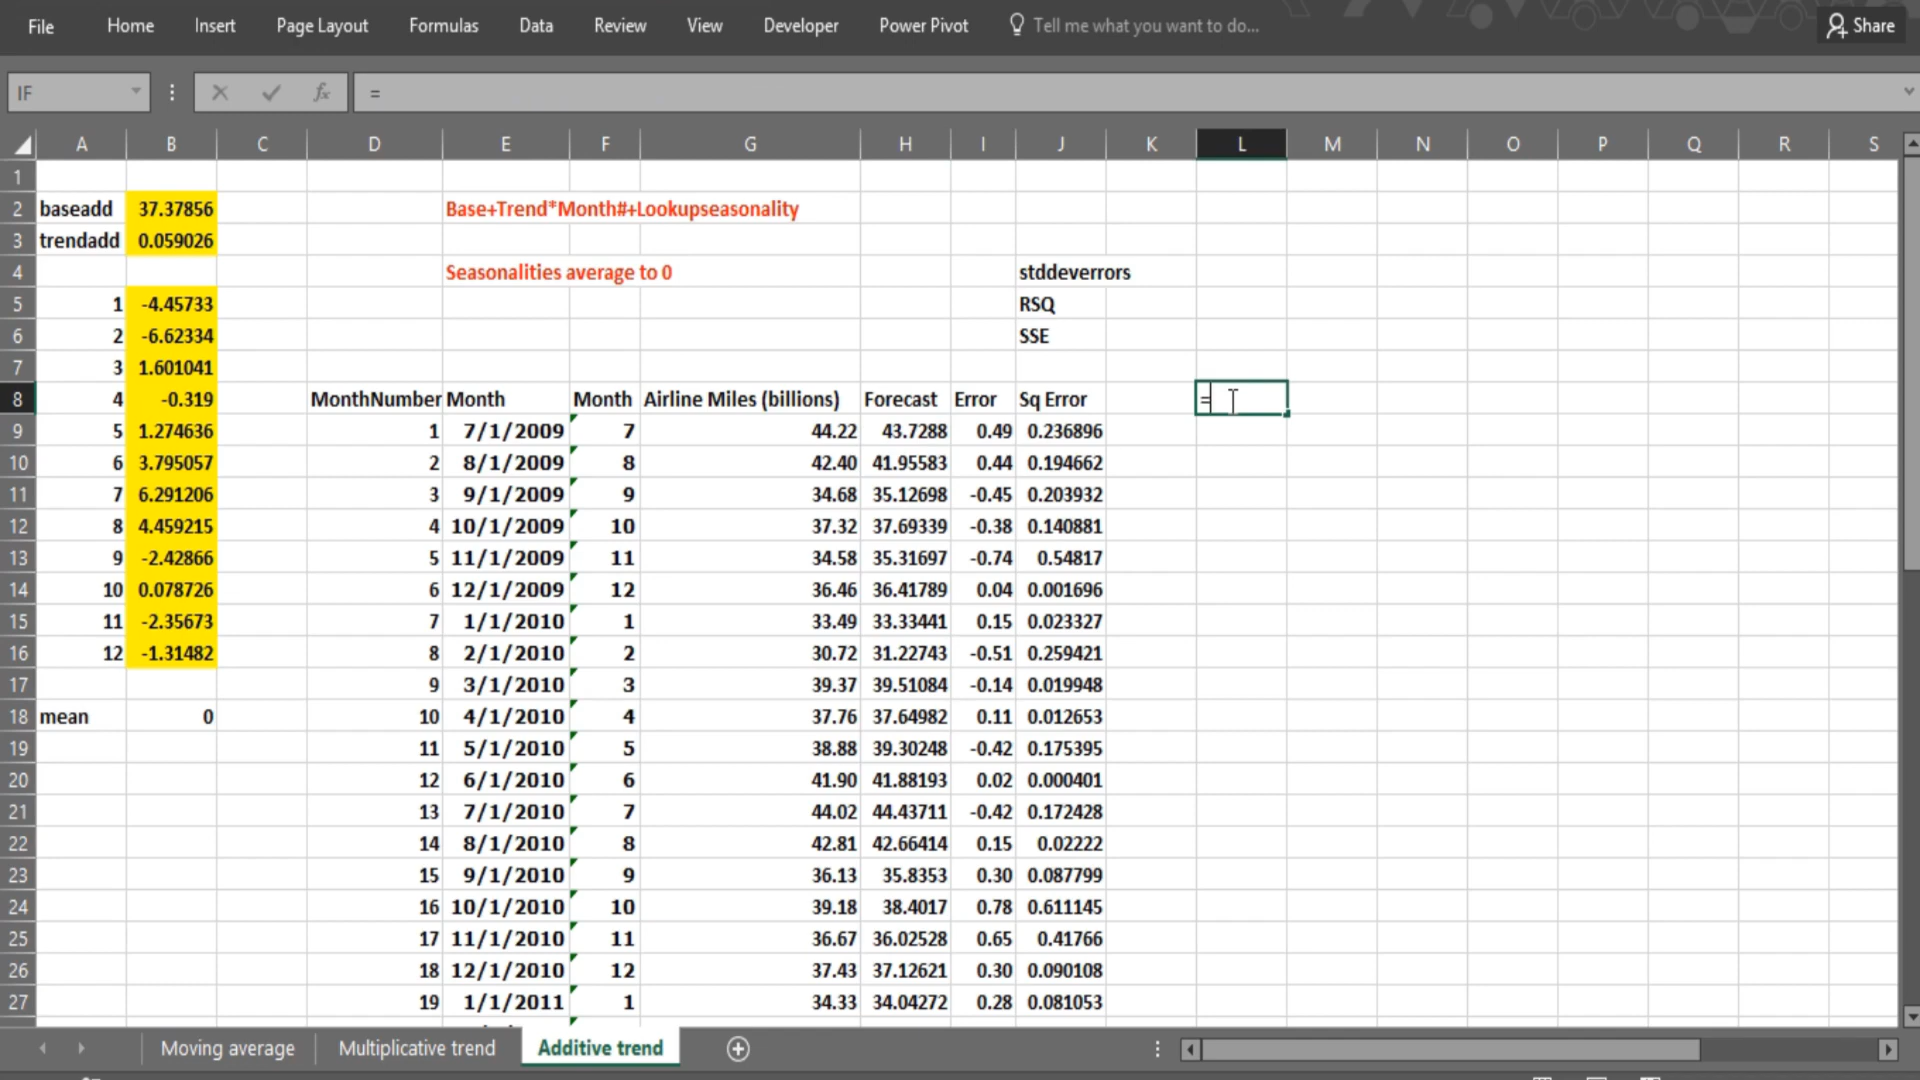 File Home Insert Page Layout Formulas Data Review View Developer Power Pivot Tell me what you want to do... Share
IF fx =
A B C D E F G H I J K L M N O P Q R S
1
2 baseadd 37.37856 Base+Trend*Month#+Lookupseasonality
3 trendadd 0.059026
4 Seasonalities average to 0 stddeverrors
5 1 -4.45733 RSQ
6 2 -6.62334 SSE
7 3 1.601041
8 4 -0.319 MonthNumber Month Month Airline Miles (billions) Forecast Error Sq Error =
9 5 1.274636 1 7/1/2009 7 44.22 43.7288 0.49 0.236896
10 6 3.795057 2 8/1/2009 8 42.40 41.95583 0.44 0.194662
11 7 6.291206 3 9/1/2009 9 34.68 35.12698 -0.45 0.203932
12 8 4.459215 4 10/1/2009 10 37.32 37.69339 -0.38 0.140881
13 9 -2.42866 5 11/1/2009 11 34.58 35.31697 -0.74 0.54817
14 10 0.078726 6 12/1/2009 12 36.46 36.41789 0.04 0.001696
15 11 -2.35673 7 1/1/2010 1 33.49 33.33441 0.15 0.023327
16 12 -1.31482 8 2/1/2010 2 30.72 31.22743 -0.51 0.259421
17 9 3/1/2010 3 39.37 39.51084 -0.14 0.019948
18 mean 0 10 4/1/2010 4 37.76 37.64982 0.11 0.012653
19 11 5/1/2010 5 38.88 39.30248 -0.42 0.175395
20 12 6/1/2010 6 41.90 41.88193 0.02 0.000401
21 13 7/1/2010 7 44.02 44.43711 -0.42 0.172428
22 14 8/1/2010 8 42.81 42.66414 0.15 0.02222
23 15 9/1/2010 9 36.13 35.8353 0.30 0.087799
24 16 10/1/2010 10 39.18 38.4017 0.78 0.611145
25 17 11/1/2010 11 36.67 36.02528 0.65 0.41766
26 18 12/1/2010 12 37.43 37.12621 0.30 0.090108
27 19 1/1/2011 1 34.33 34.04272 0.28 0.081053
Moving average Multiplicative trend Additive trend